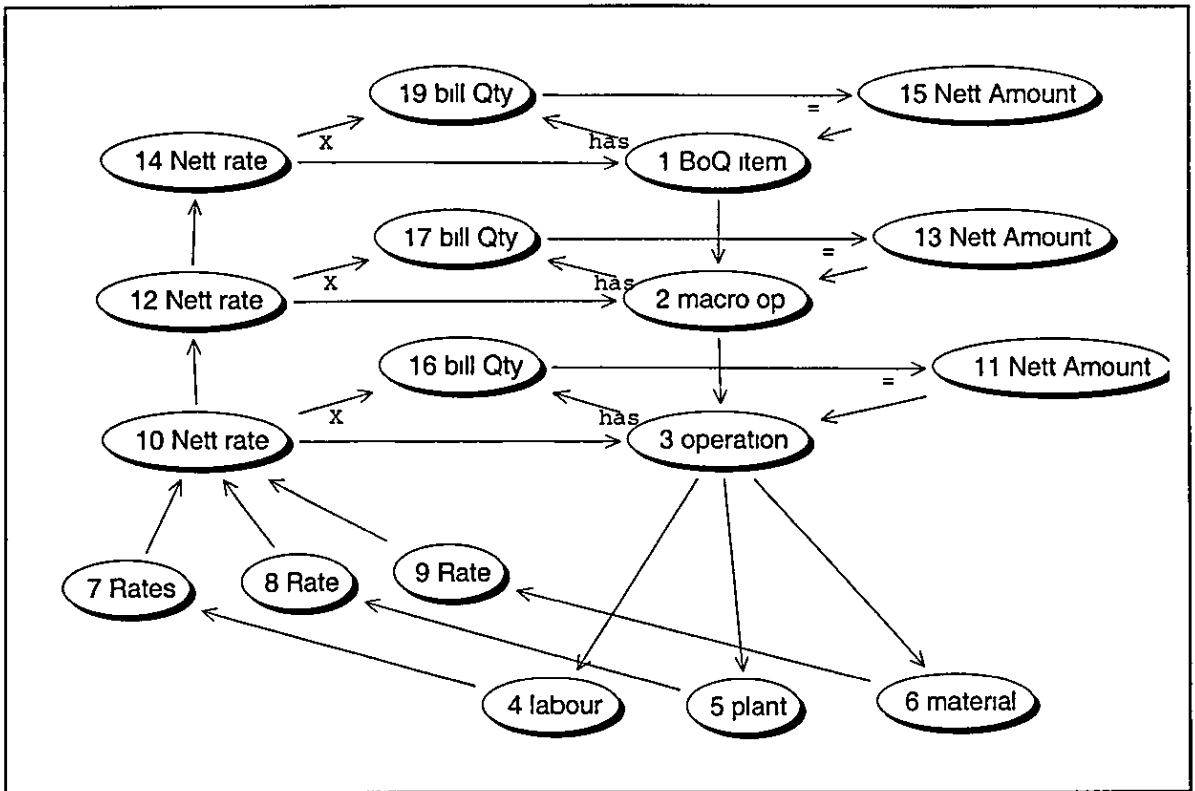 19 bill Qty
15 Nett Amount
=
X
has
14 Nett rate
1 BoQ item
17 bill Qty
13 Nett Amount
=
X
has
12 Nett rate
2 macro op
16 bill Qty
11 Nett Amount
=
X
has
10 Nett rate
3 operation
7 Rates
8 Rate
9 Rate
4 labour
5 plant
6 material